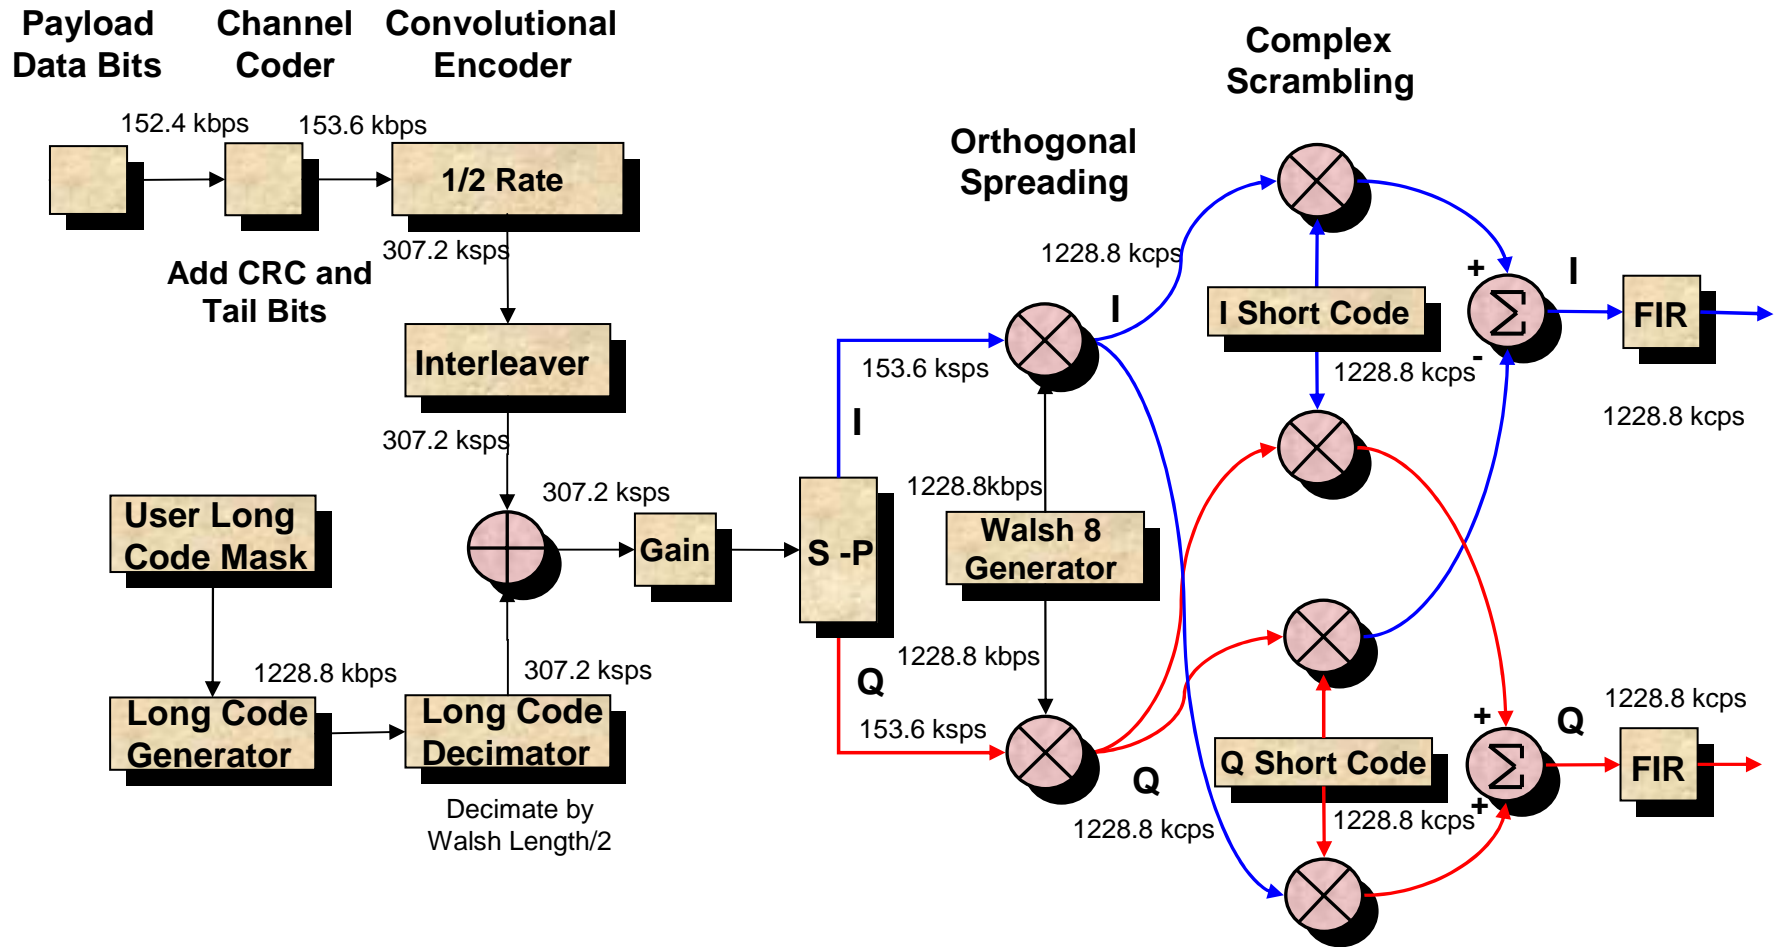 Payload
Data Bits
Channel
Coder
Convolutional
Encoder
152.4 kbps
153.6 kbps
1/2 Rate
Add CRC and
Tail Bits
307.2 ksps
Interleaver
307.2 ksps
User Long
Code Mask
307.2 ksps
Gain
S -P
1228.8 kbps
307.2 ksps
Long Code
Generator
Long Code
Decimator
Decimate by
Walsh Length/2
Orthogonal
Spreading
Complex
Scrambling
I
153.6 ksps
1228.8kbps
Walsh 8
Generator
1228.8 kbps
Q
153.6 ksps
1228.8 kcps
I
Q
1228.8 kcps
I Short Code
1228.8 kcps
Q Short Code
1228.8 kcps
+
Σ
-
I
FIR
1228.8 kcps
+
Σ
+
Q
1228.8 kcps
FIR